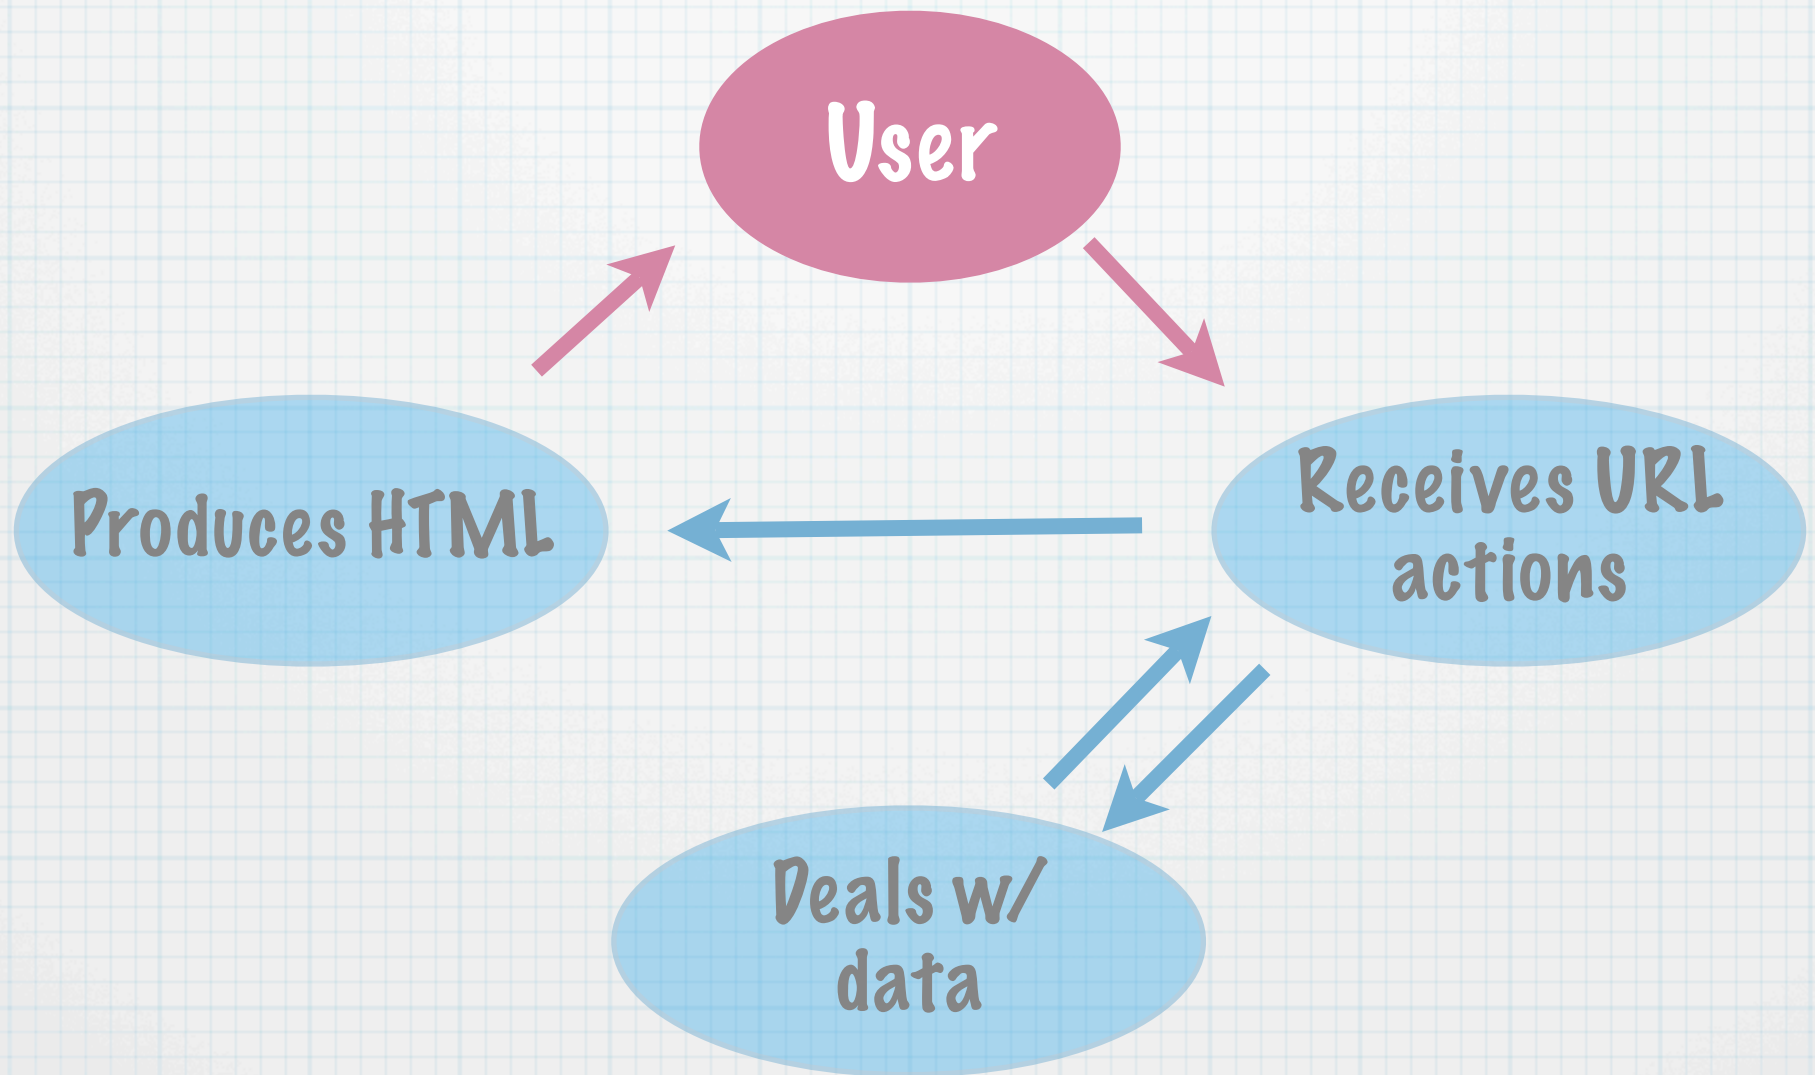 User
Produces HTML
Receives URL
actions
Deals w/
data